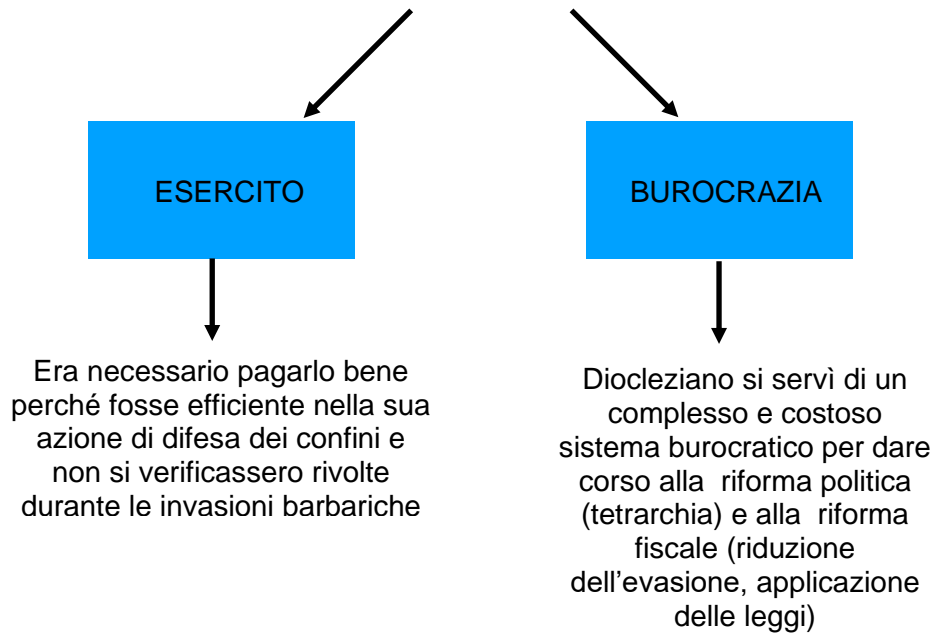 ESERCITO
BUROCRAZIA
Era necessario pagarlo bene
perché fosse efficiente nella sua
azione di difesa dei confini e
non si verificassero rivolte
durante le invasioni barbariche
Diocleziano si servì di un
complesso e costoso
sistema burocratico per dare
corso alla  riforma politica
(tetrarchia) e alla  riforma
fiscale (riduzione
dell’evasione, applicazione
delle leggi)